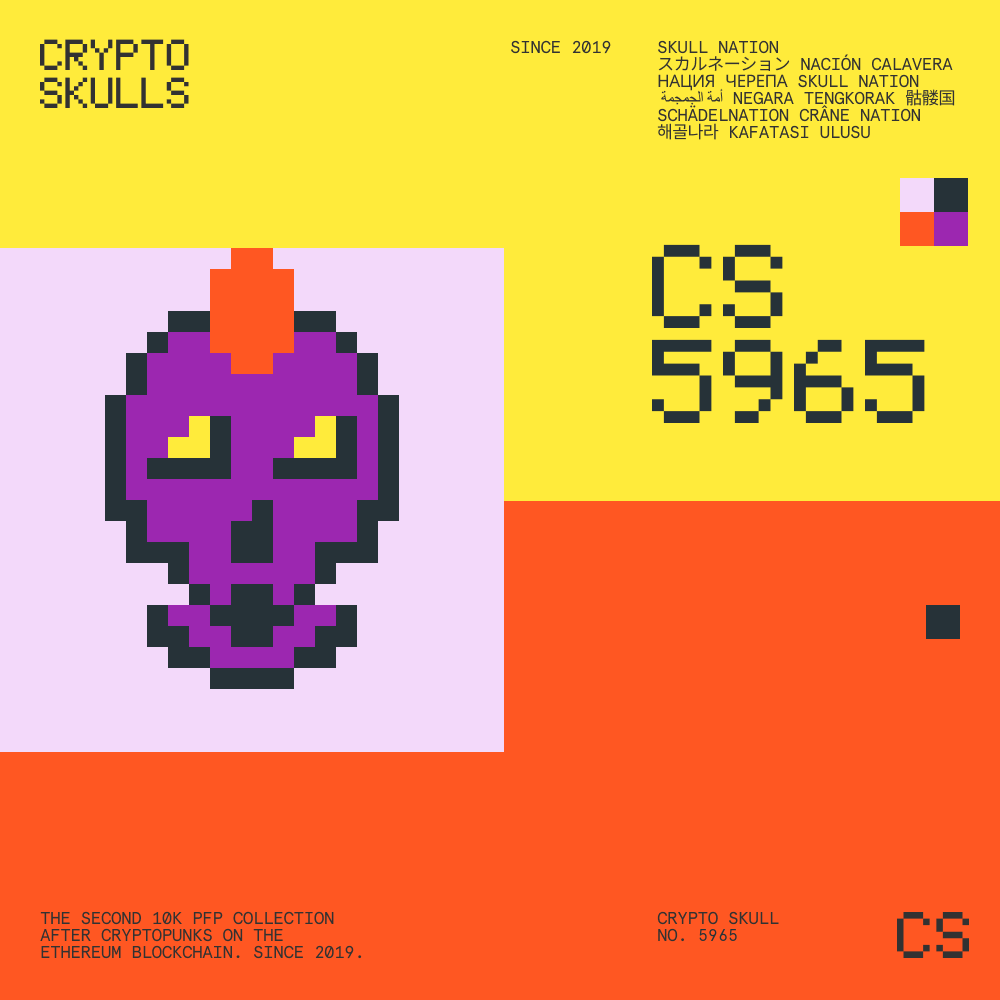 CRYPTO
SKULLS
SINCE 2019
SKULL NATION
スカルネーション NACIÓN CALAVERA
НАЦИЯ ЧЕРЕПА SKULL NATION
أمة الجمجمة NEGARA TENGKORAK 骷髅国
SCHÄDELNATION CRÂNE NATION
해골나라 KAFATASI ULUSU
CS
5965
THE SECOND 10K PFP COLLECTION
AFTER CRYPTOPUNKS ON THE
ETHEREUM BLOCKCHAIN. SINCE 2019.
CRYPTO SKULL
NO. 5965
CS